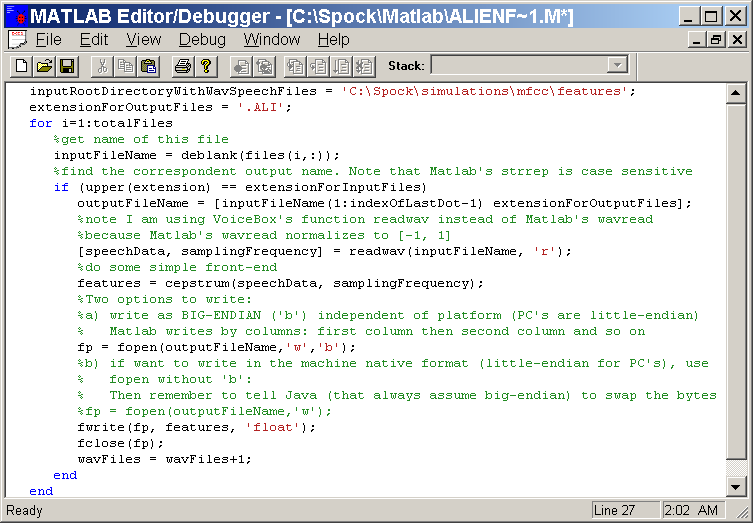 MATLAB Editor/Debugger - [C:\Spock\Matlab\ALIENF~1.M*]
File Edit View Debug Window Help
Stack:
inputRootDirectoryWithWavSpeechFiles = 'C:\Spock\simulations\mfcc\features';
extensionForOutputFiles = '.ALI';
for i=1:totalFiles
%get name of this file
inputFileName = deblank(files(i,:));
%find the correspondent output name. Note that Matlab's strrep is case sensitive
if (upper(extension) == extensionForInputFiles)
outputFileName = [inputFileName(1:indexOfLastDot-1) extensionForOutputFiles];
%note I am using VoiceBox's function readwav instead of Matlab's wavread
%because Matlab's wavread normalizes to [-1, 1]
[speechData, samplingFrequency] = readwav(inputFileName, 'r');
%do some simple front-end
features = cepstrum(speechData, samplingFrequency);
%Two options to write:
%a) write as BIG-ENDIAN ('b') independent of platform (PC's are little-endian)
%   Matlab writes by columns: first column then second column and so on
fp = fopen(outputFileName,'w','b');
%b) if want to write in the machine native format (little-endian for PC's), use
%   fopen without 'b':
%   Then remember to tell Java (that always assume big-endian) to swap the bytes
%fp = fopen(outputFileName,'w');
fwrite(fp, features, 'float');
fclose(fp);
wavFiles = wavFiles+1;
end
end
Ready Line 27 2:02 AM